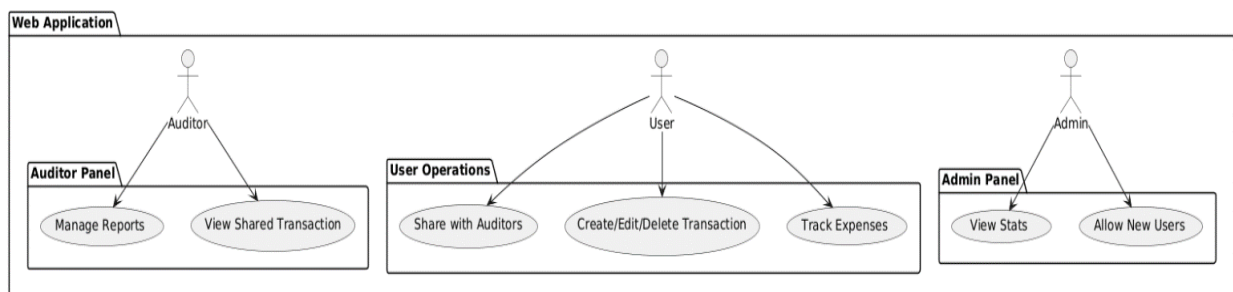 Web Application
Auditor
User
Admin
Auditor Panel
User Operations
Admin Panel
Manage Reports
View Shared Transaction
Share with Auditors
Create/Edit/Delete Transaction
Track Expenses
View Stats
Allow New Users